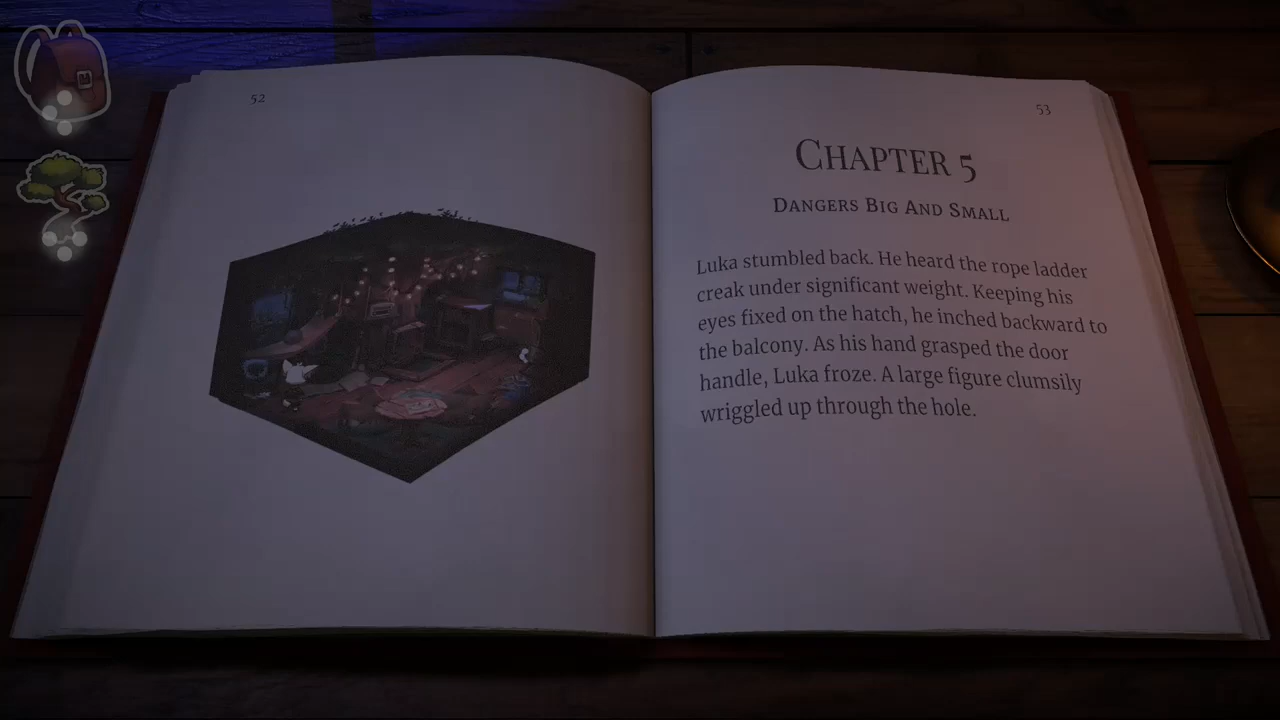 52
53
Chapter 5
Dangers Big And Small
Luka stumbled back. He heard the rope ladder
creak under significant weight. Keeping his
eyes fixed on the hatch, he inched backward to
the balcony. As his hand grasped the door
handle, Luka froze. A large figure clumsily
wriggled up through the hole.